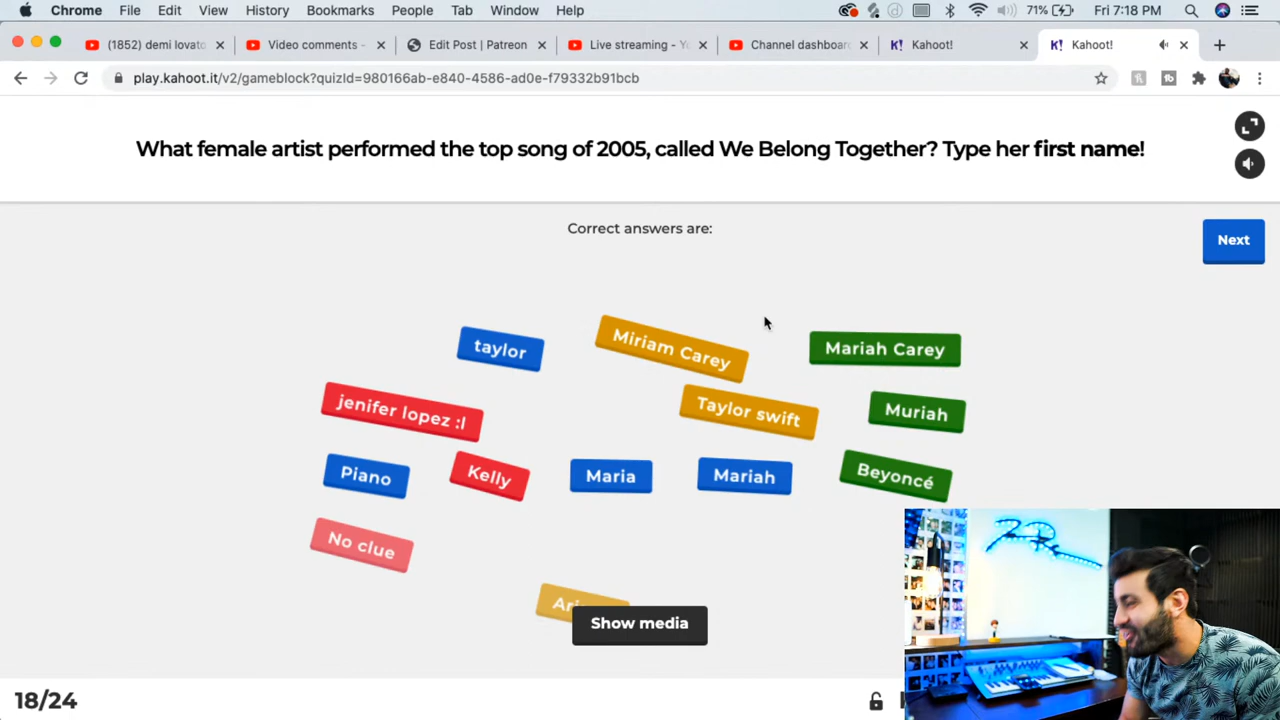 Chrome File Edit View History Bookmarks People Tab Window Help 71% Fri 7:18 PM
(1852) demi lovato Video comments - Edit Post | Patreon Live streaming - Channel dashboar Kahoot! Kahoot!
play.kahoot.it/v2/gameblock?quizId=980166ab-e840-4586-ad0e-f79332b91bcb
What female artist performed the top song of 2005, called We Belong Together? Type her first name!
Correct answers are:
Next
taylor
Miriam Carey
Mariah Carey
jenifer lopez :l
Taylor swift
Muriah
Piano
Kelly
Maria
Mariah
Beyoncé
No clue
Show media
18/24